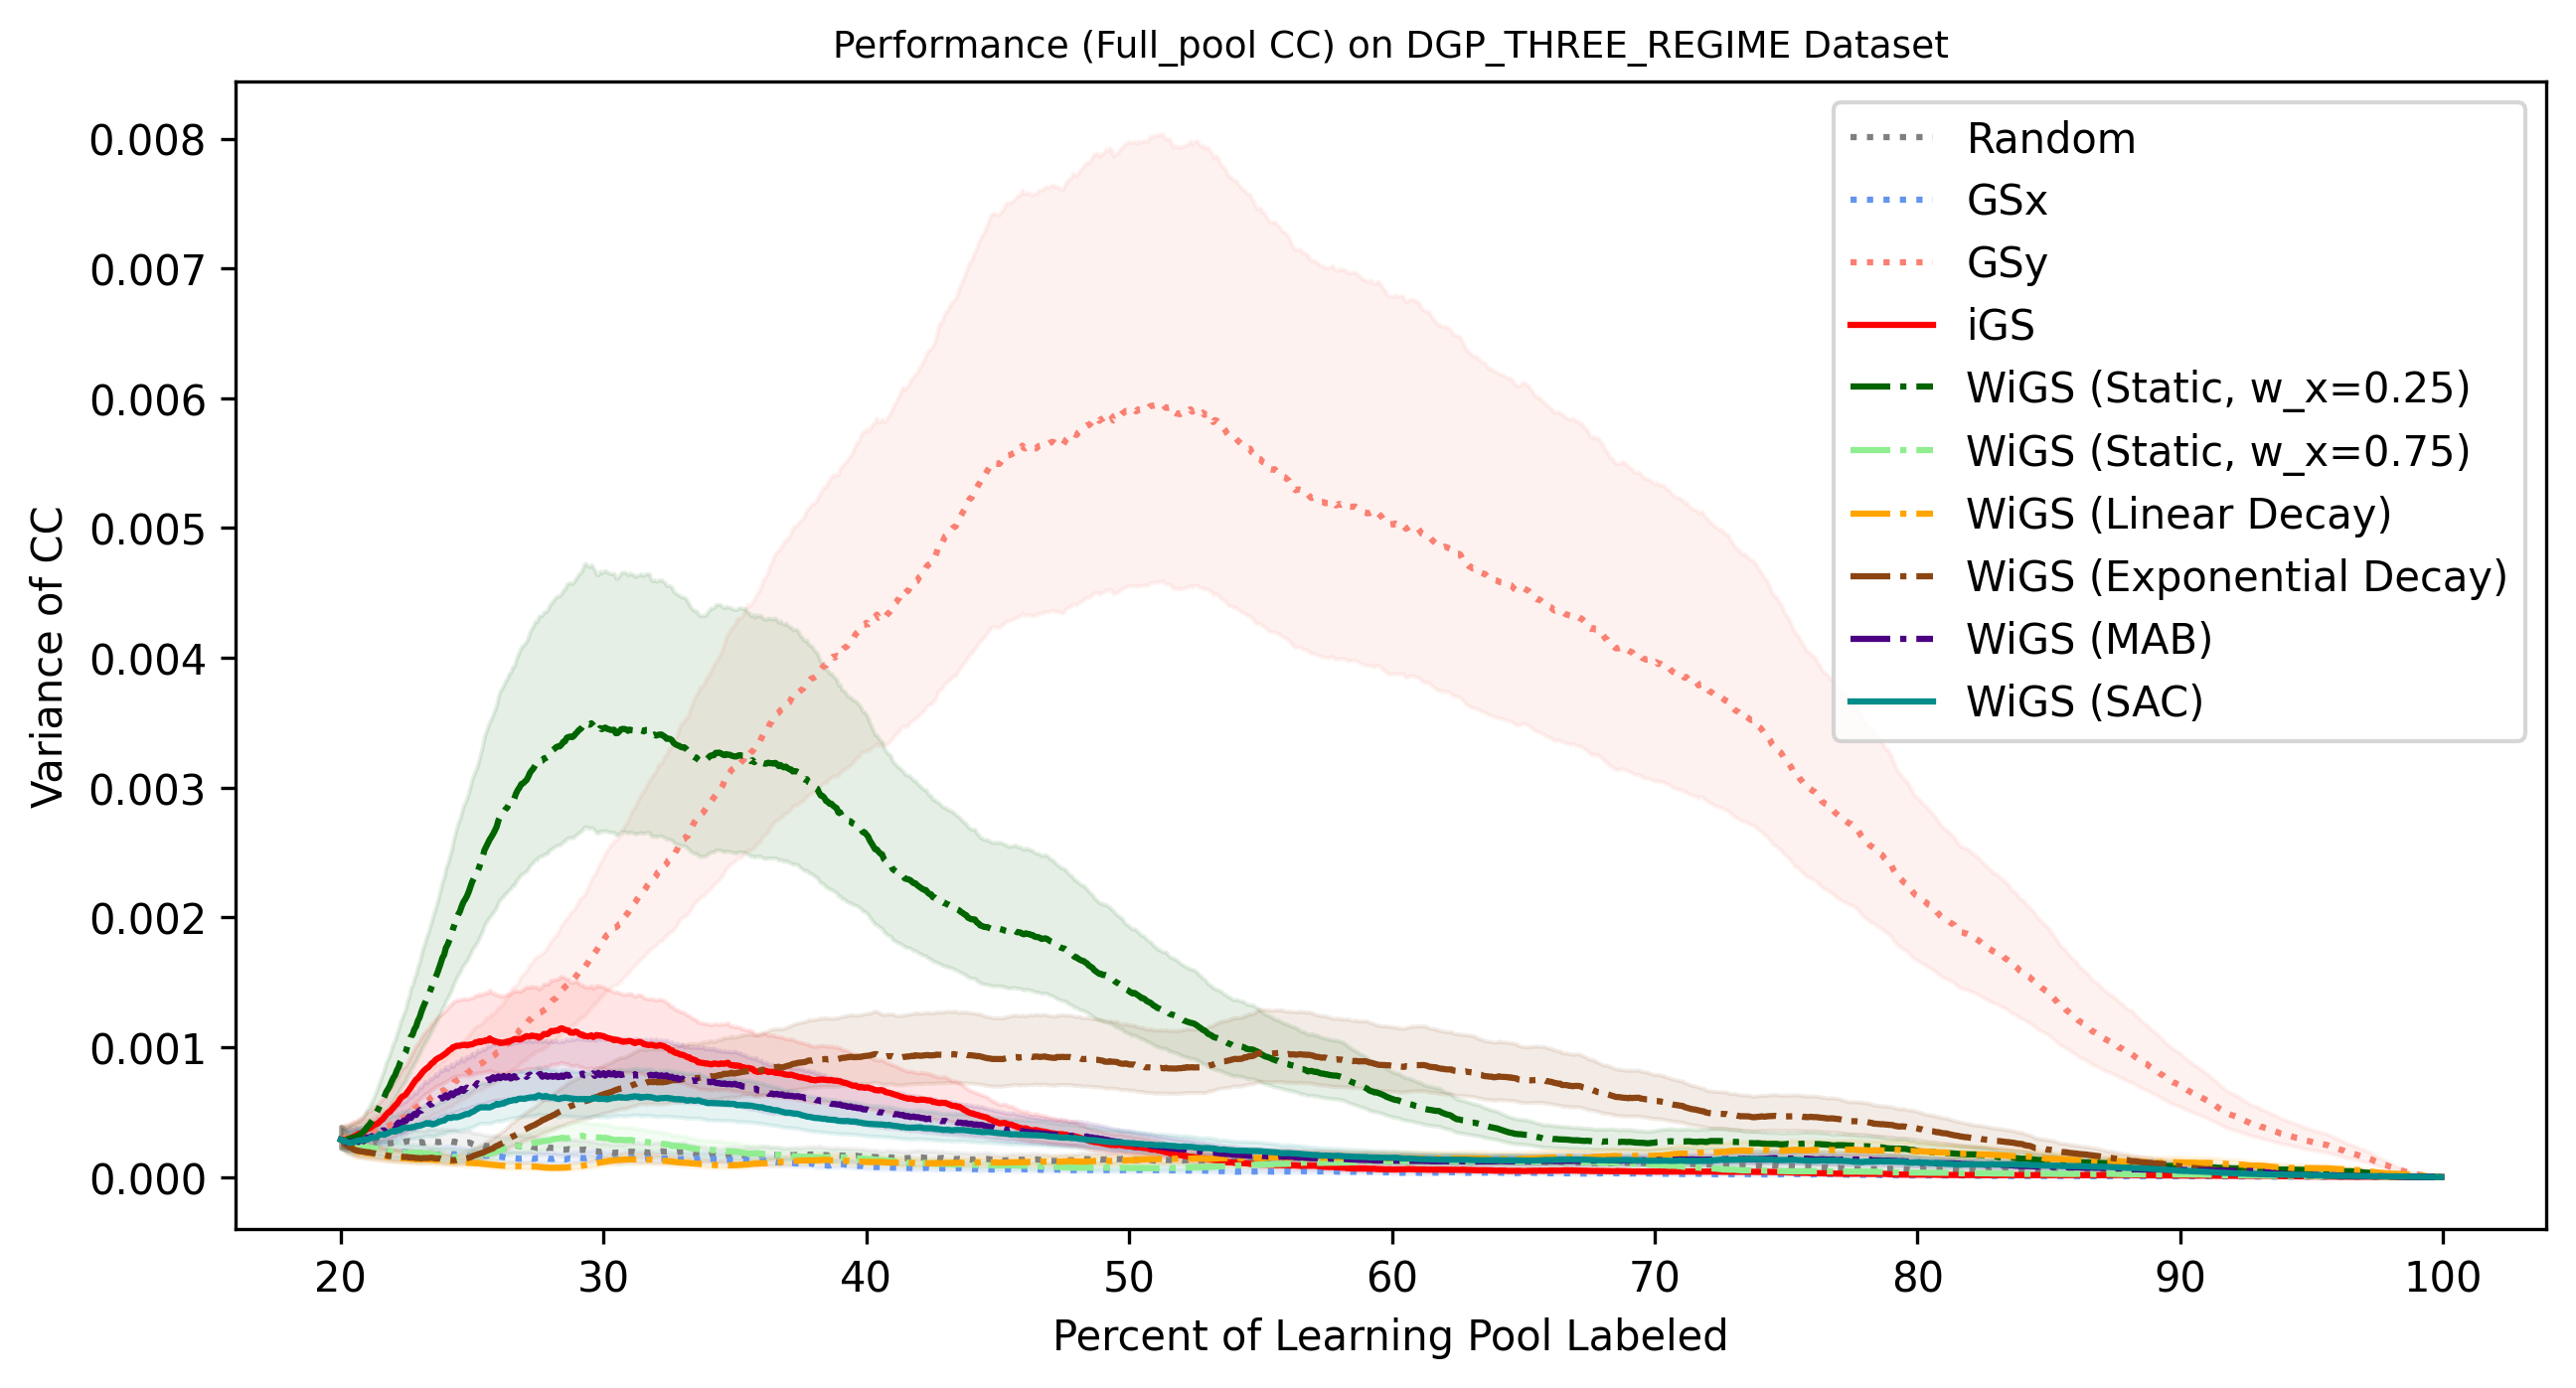 Performance (Full_pool CC) on DGP_THREE_REGIME Dataset
Variance of CC
0.008
0.007
0.006
0.005
0.004
0.003
0.002
0.001
0.000
Random
GSx
GSy
iGS
WiGS (Static, w_x=0.25)
WiGS (Static, w_x=0.75)
WiGS (Linear Decay)
WiGS (Exponential Decay)
WiGS (MAB)
WiGS (SAC)
20 30 40 50 60 70 80 90 100
Percent of Learning Pool Labeled